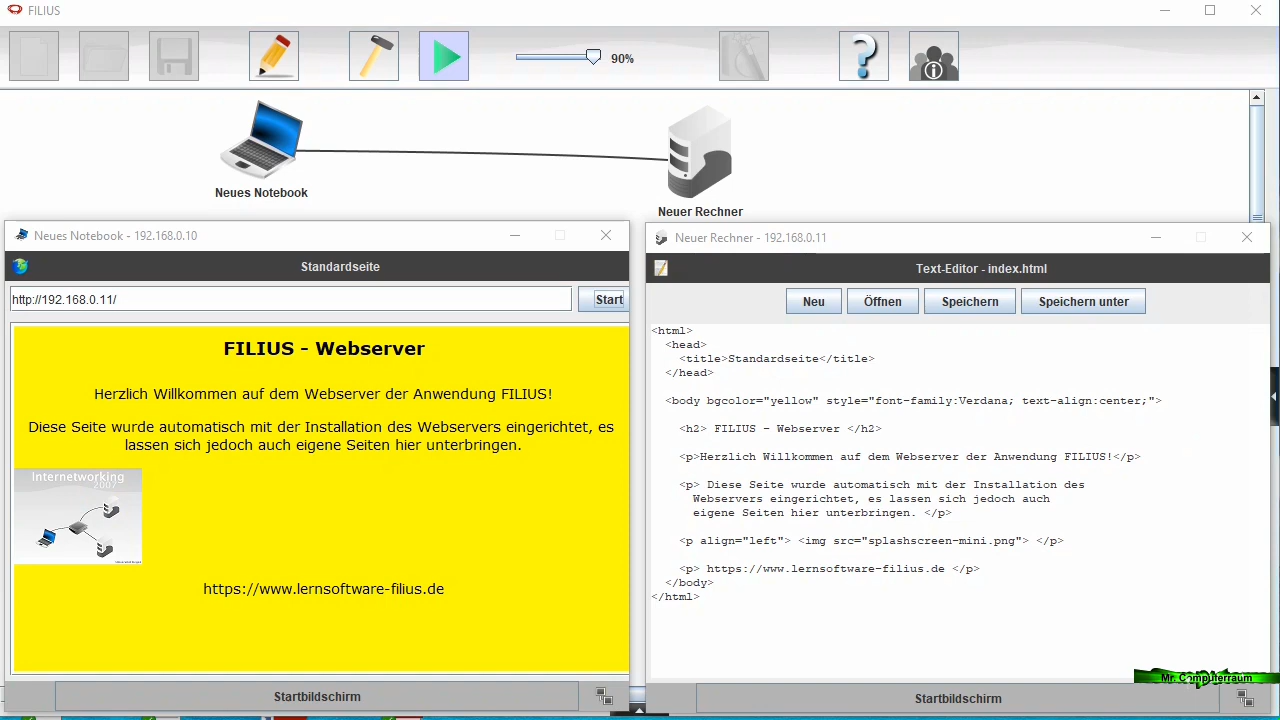 FILIUS
90%
Neues Notebook
Neuer Rechner
Neues Notebook - 192.168.0.10
Standardseite
http://192.168.0.11/
Start
FILIUS - Webserver
Herzlich Willkommen auf dem Webserver der Anwendung FILIUS!
Diese Seite wurde automatisch mit der Installation des Webservers eingerichtet, es
lassen sich jedoch auch eigene Seiten hier unterbringen.
Internetworking
2007
https://www.lernsoftware-filius.de
Startbildschirm
Neuer Rechner - 192.168.0.11
Text-Editor - index.html
Neu Öffnen Speichern Speichern unter
<html>
<head>
<title>Standardseite</title>
</head>
<body bgcolor="yellow" style="font-family:Verdana; text-align:center;">
<h2> FILIUS - Webserver </h2>
<p>Herzlich Willkommen auf dem Webserver der Anwendung FILIUS!</p>
<p> Diese Seite wurde automatisch mit der Installation des
Webservers eingerichtet, es lassen sich jedoch auch
eigene Seiten hier unterbringen. </p>
<p align="left"> <img src="splashscreen-mini.png"> </p>
<p> https://www.lernsoftware-filius.de </p>
</body>
</html>
Mr. Computerraum
Startbildschirm